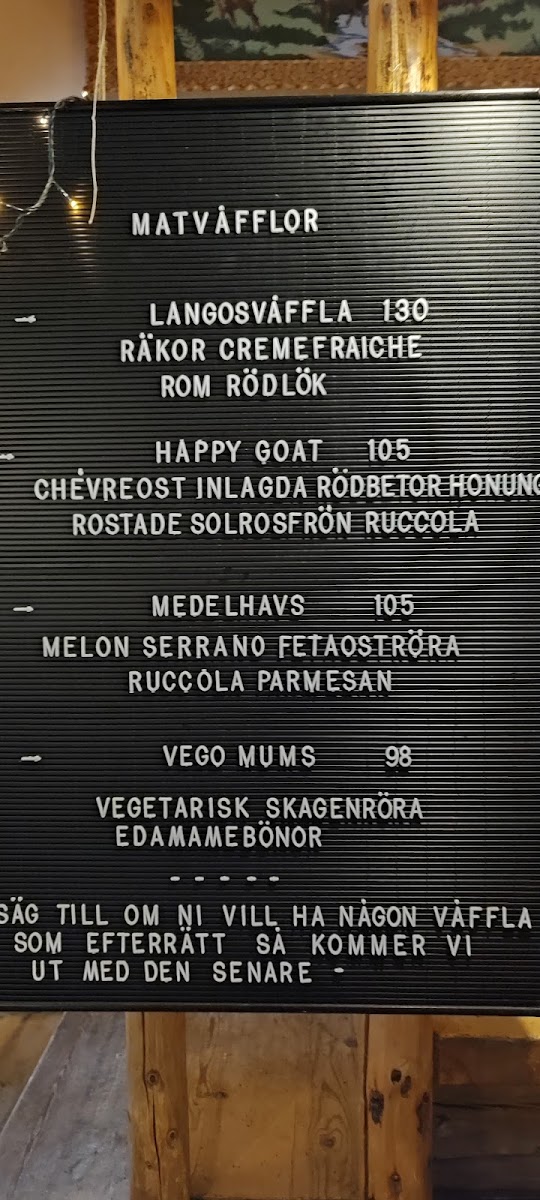 MATVÅFFLOR
LANGOSVÅFFLA 130
RÄKOR CREMEFRAICHE
ROM RÖDLÖK
HAPPY GOAT 105
CHÉVREOST INLAGDA RÖDBETOR HONUNG
ROSTADE SOLROSFRÖN RUCCOLA
MEDELHAVS 105
MELON SERRANO FETAOSTRÖRA
RUCCOLA PARMESAN
VEGO MUMS 98
VEGETARISK SKAGENRÖRA
EDAMAMEBÖNOR
- - - - -
SÄG TILL OM NI VILL HA NÅGON VÅFFLA
SOM EFTERRÄTT SÅ KOMMER VI
UT MED DEN SENARE -